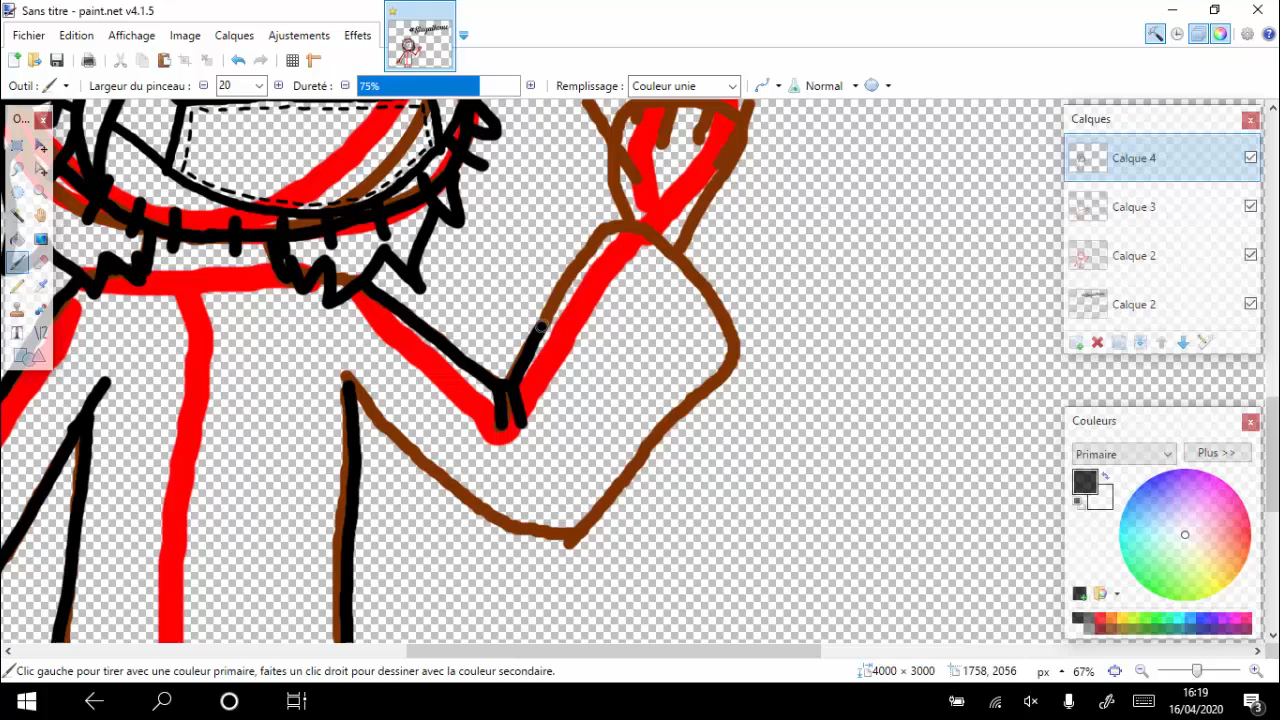 Sans titre - paint.net v4.1.5
Fichier Edition Affichage Image Calques Ajustements Effets
Outil : Largeur du pinceau : 20 Dureté : 75% Remplissage : Couleur unie Normal
O...
Calques
Calque 4
Calque 3
Calque 2
Calque 2
Couleurs
Primaire Plus >>
Clic gauche pour tirer avec une couleur primaire, faites un clic droit pour dessiner avec la couleur secondaire. 4000 × 3000 1758, 2056 px 67%
16:19
16/04/2020
3